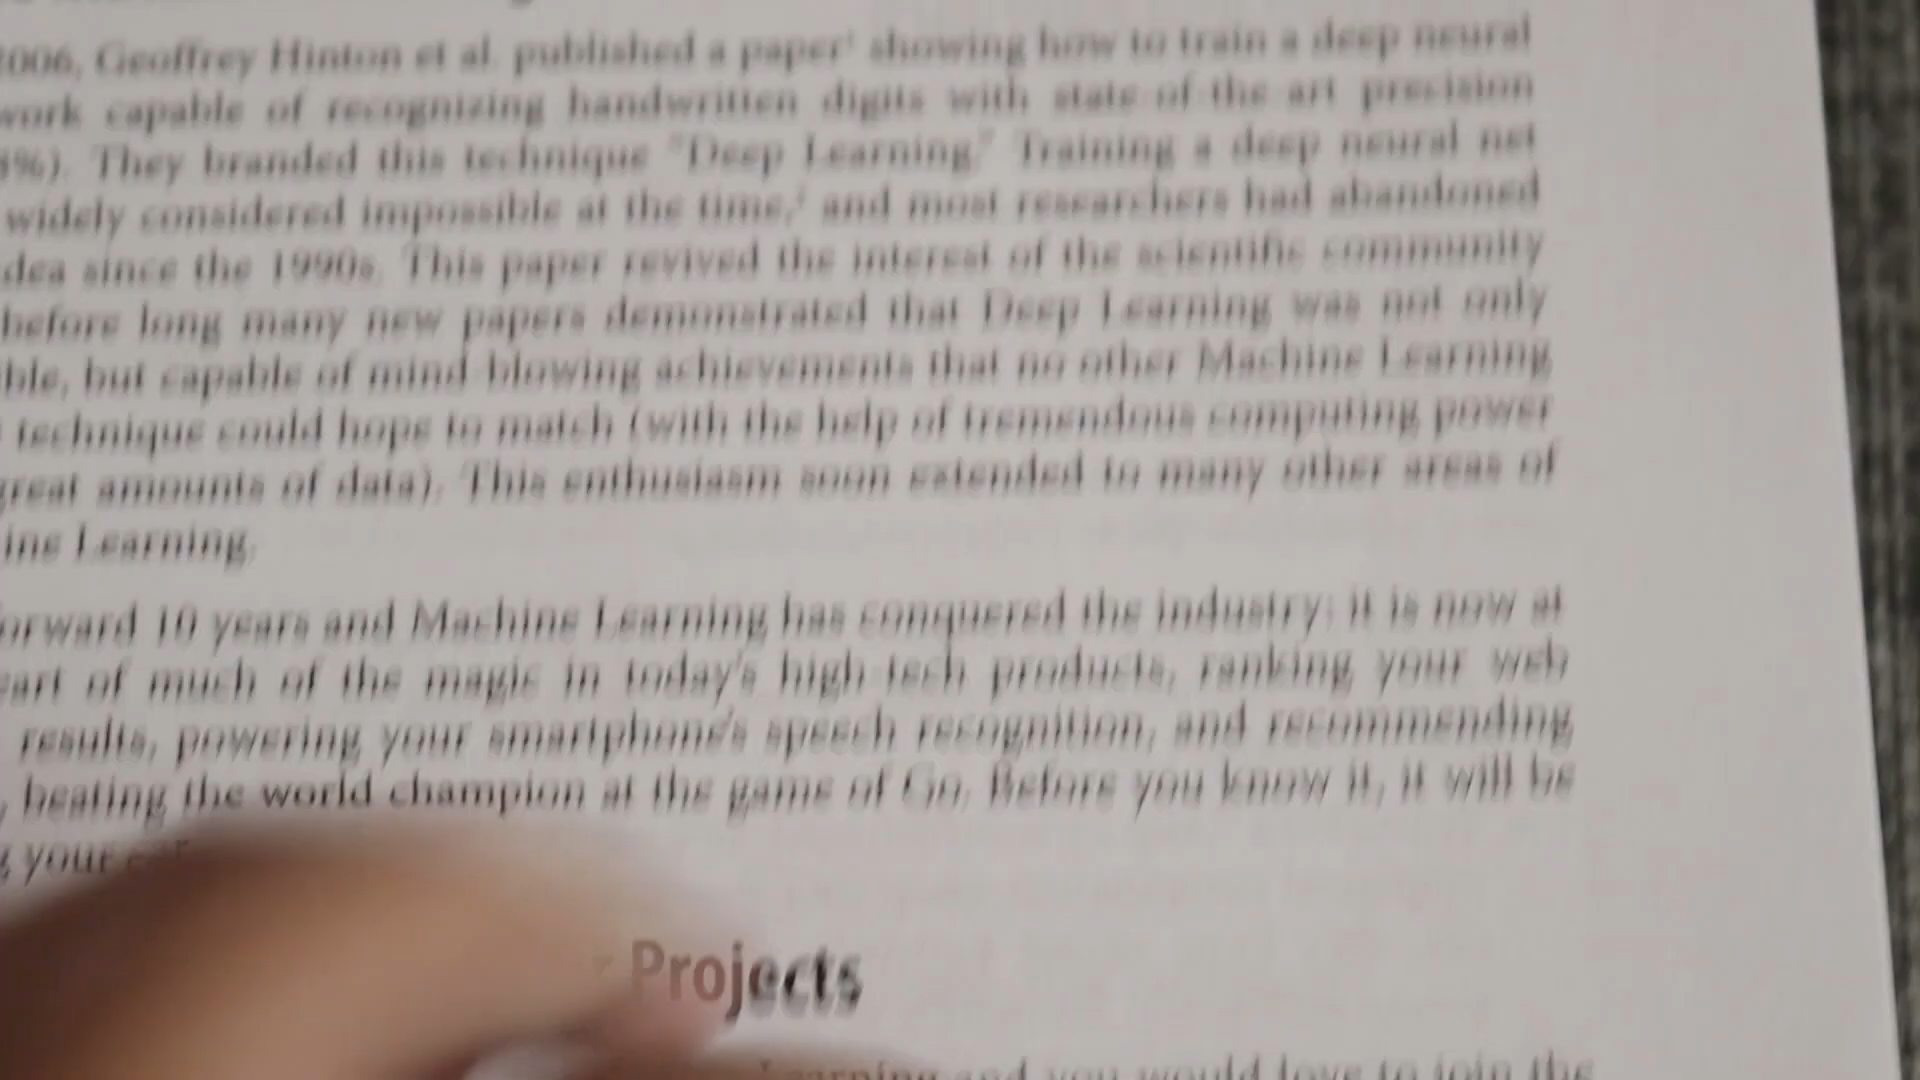 2006, Geoffrey Hinton et al. published a paper¹ showing how to train a deep neural
work capable of recognizing handwritten digits with state-of-the-art precision
8%). They branded this technique “Deep Learning.” Training a deep neural net
widely considered impossible at the time,² and most researchers had abandoned
dea since the 1990s. This paper revived the interest of the scientific community
before long many new papers demonstrated that Deep Learning was not only
ible, but capable of mind-blowing achievements that no other Machine Learning
technique could hope to match (with the help of tremendous computing power
great amounts of data). This enthusiasm soon extended to many other areas of
ine Learning.
orward 10 years and Machine Learning has conquered the industry: it is now at
eart of much of the magic in today's high-tech products, ranking your web
results, powering your smartphone's speech recognition, and recommending
, beating the world champion at the game of Go. Before you know it, it will be
g your
Projects
Learning and you would love to join the